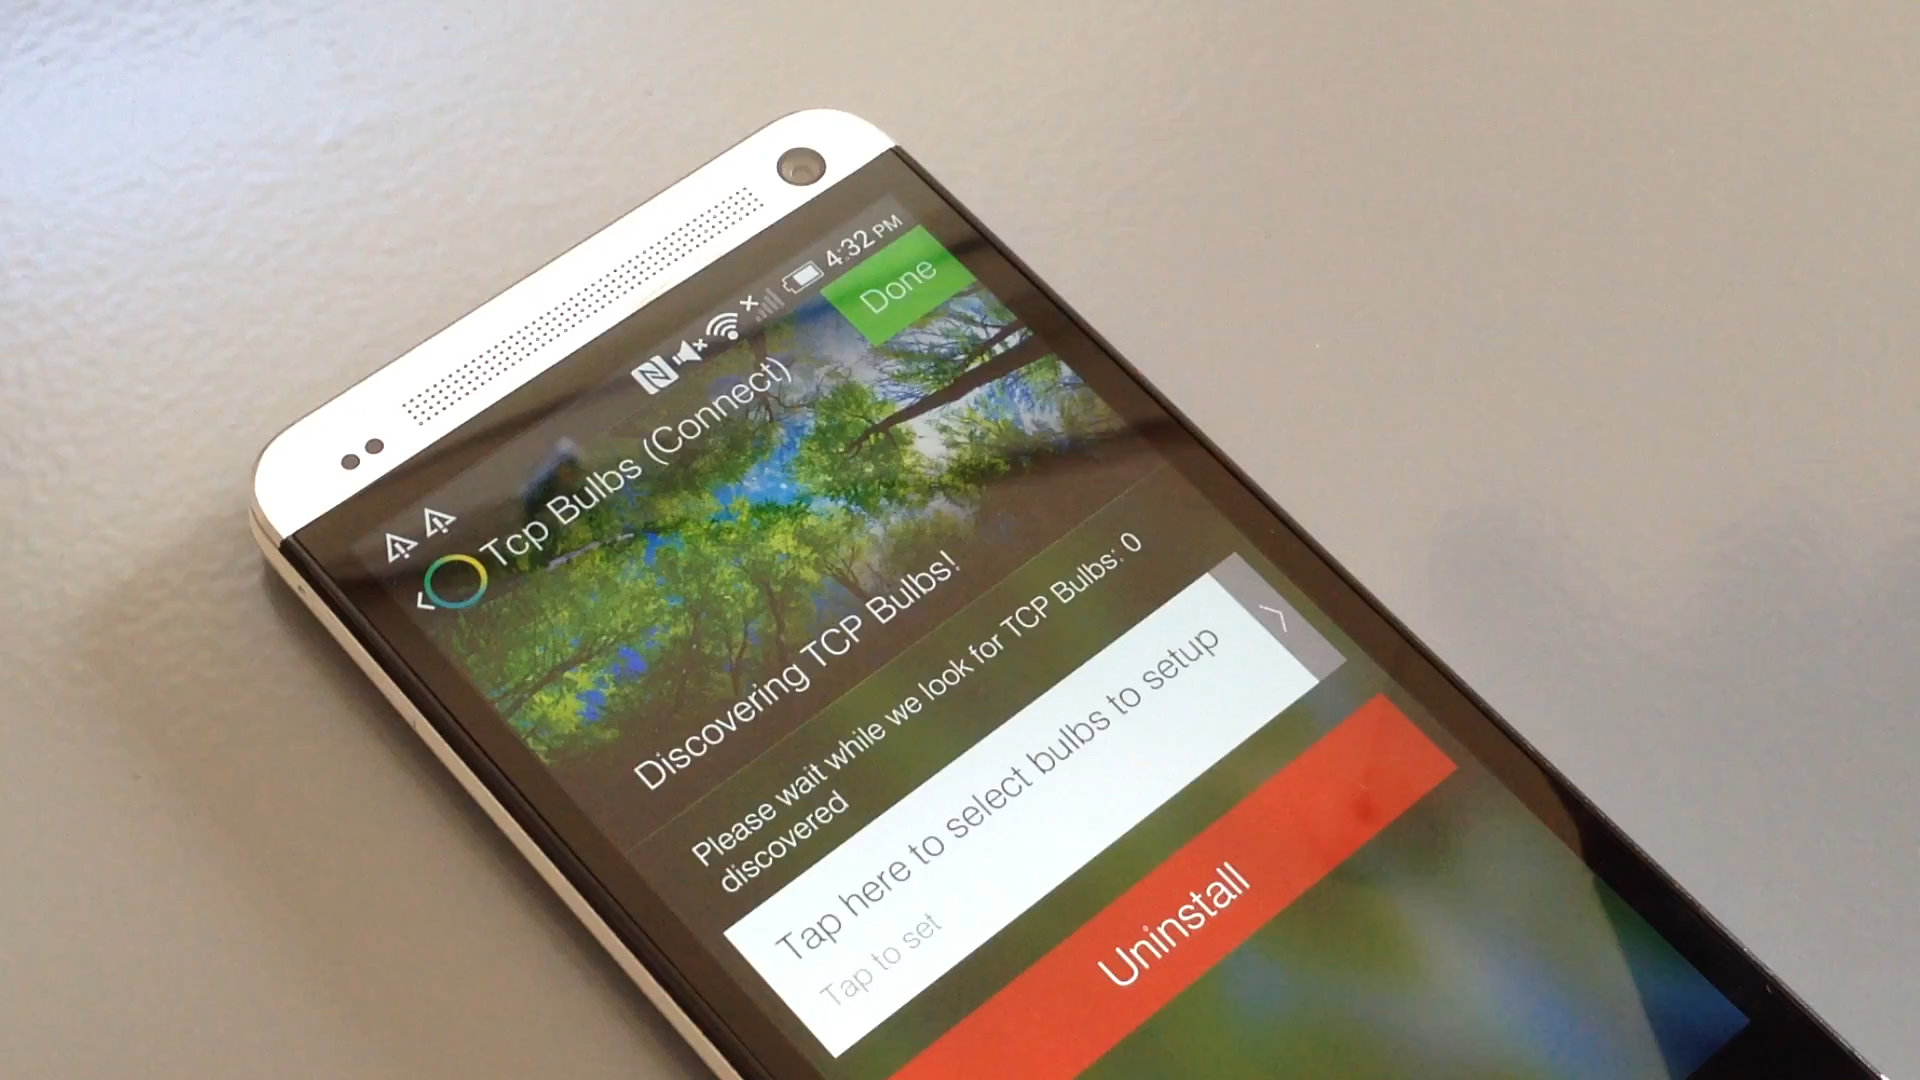 4:32 PM
Tcp Bulbs (Connect)
Done
Discovering TCP Bulbs!
Please wait while we look for TCP Bulbs: 0
discovered
Tap here to select bulbs to setup
Tap to set
Uninstall